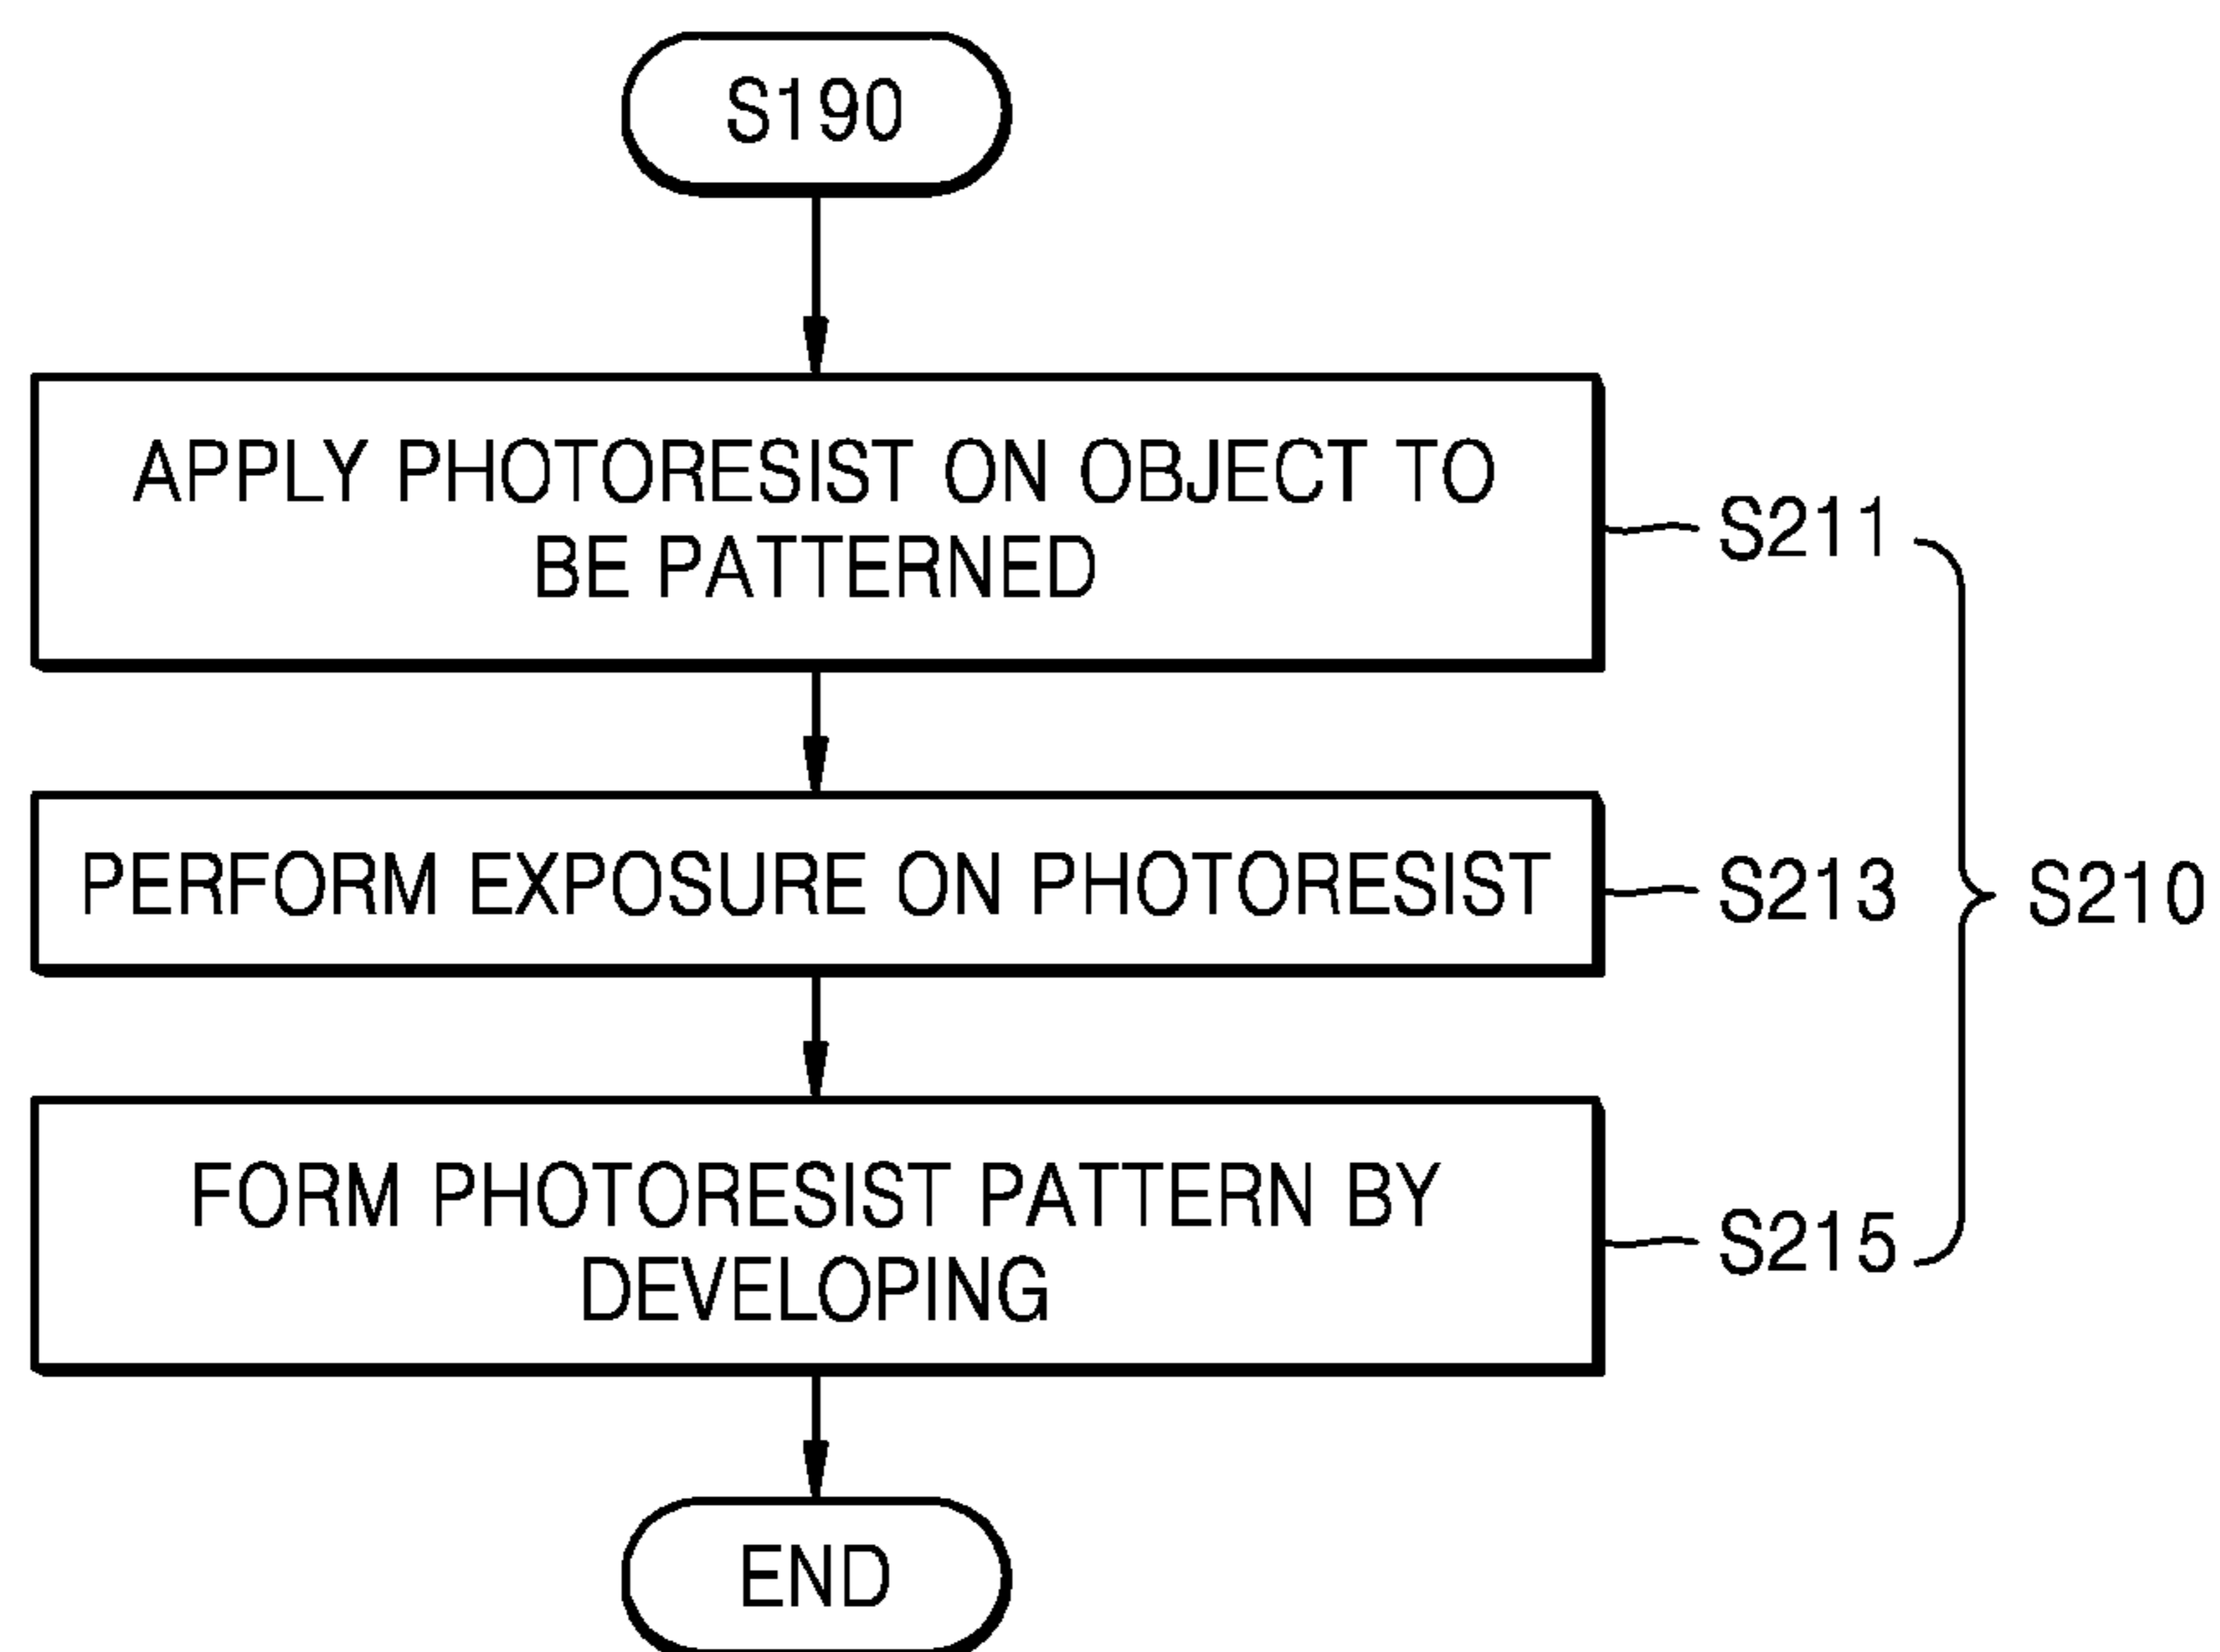 S190
APPLY PHOTORESIST ON OBJECT TO
BE PATTERNED
S211
PERFORM EXPOSURE ON PHOTORESIST
S213
S210
FORM PHOTORESIST PATTERN BY
DEVELOPING
S215
END